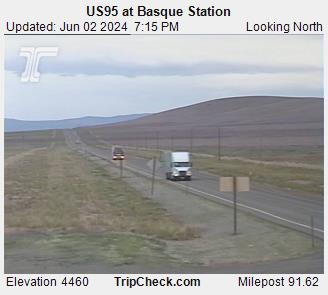 US95 at Basque Station
Updated: Jun 02 2024 7:15 PM Looking North
Elevation 4460 TripCheck.com Milepost 91.62